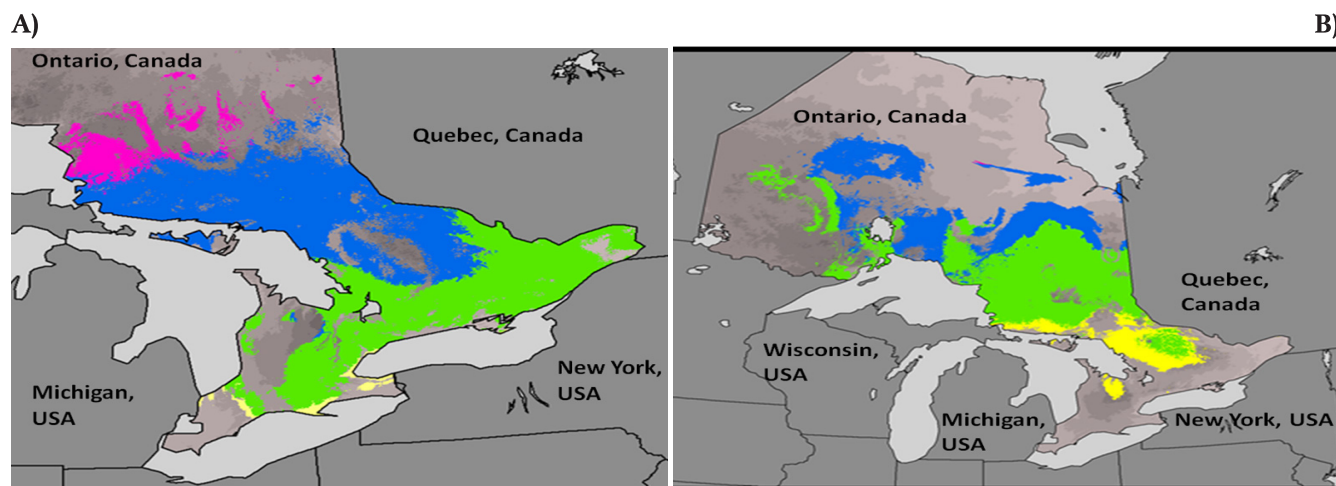 A)
B)
Ontario, Canada
Quebec, Canada
Michigan,
USA
New York,
USA
Ontario, Canada
Quebec,
Canada
Wisconsin,
USA
Michigan,
USA
New York, USA